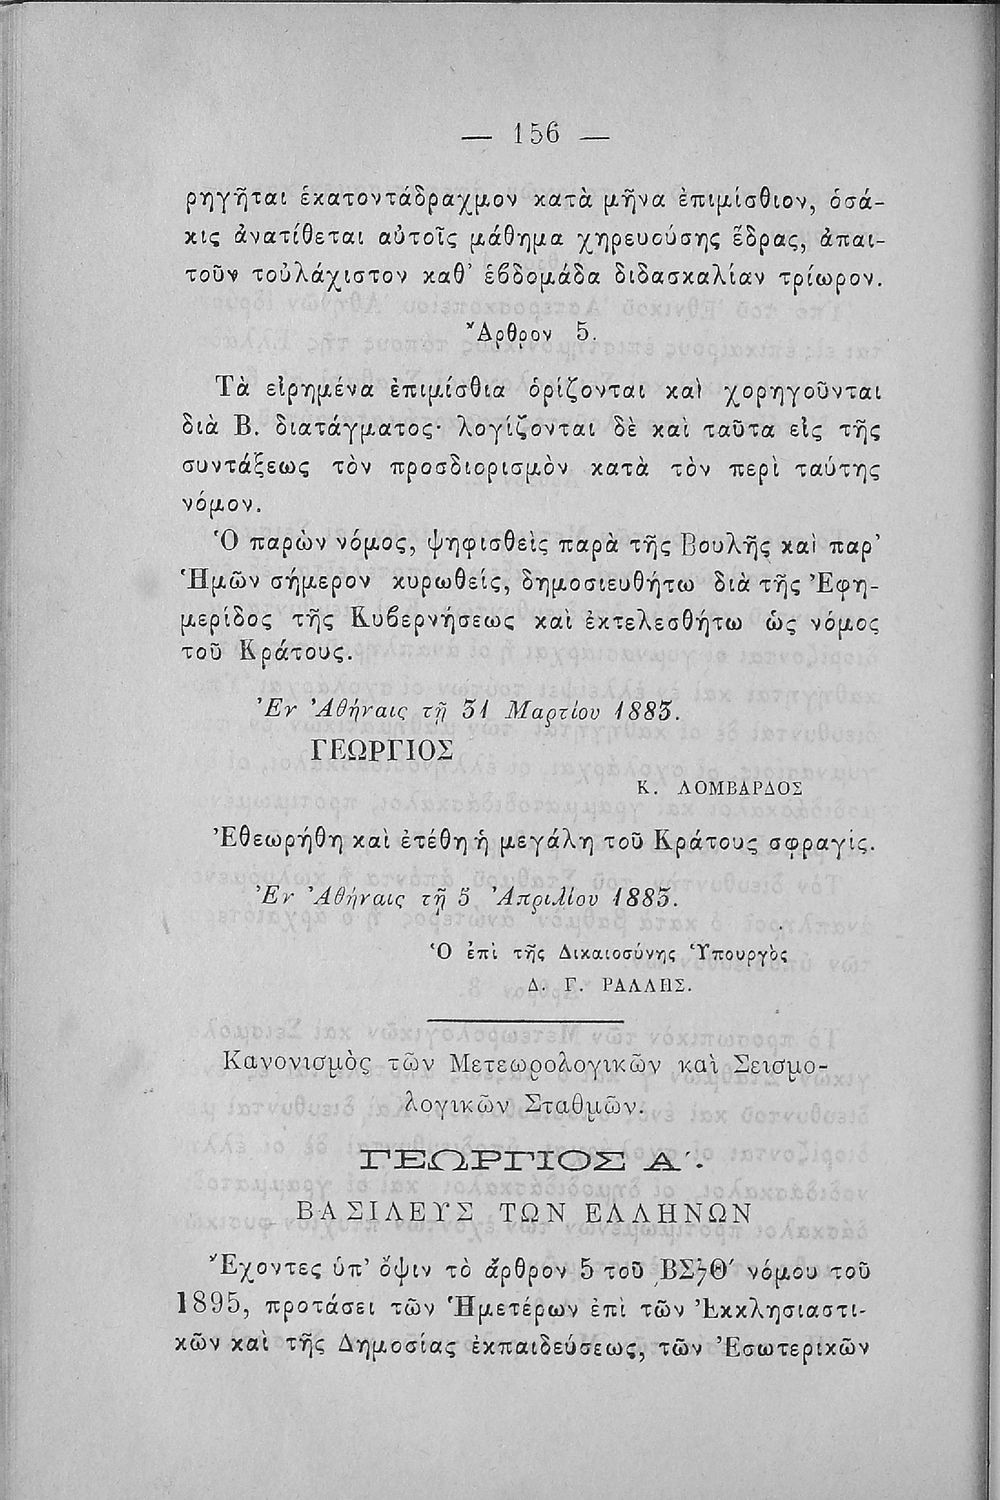 — 156 —
ρηγῆται ἑκατοντάδραχμον κατὰ μῆνα ἐπιμίσθιον, ὁσά-
κις ἀνατίθεται αὐτοῖς μάθημα χηρευούσης ἕδρας, ἀπαι-
τοῦν τοὐλάχιστον καθ’ ἑβδομάδα διδασκαλίαν τρίωρον.
Ἄρθρον 5.
Τὰ εἰρημένα ἐπιμίσθια ὁρίζονται καὶ χορηγοῦνται
διὰ Β. διατάγματος· λογίζονται δὲ καὶ ταῦτα εἰς τῆς
συντάξεως τὸν προσδιορισμὸν κατὰ τὸν περὶ ταύτης
νόμον.
Ὁ παρὼν νόμος, ψηφισθεὶς παρὰ τῆς Βουλῆς καὶ παρ’
Ἡμῶν σήμερον κυρωθείς, δημοσιευθήτω διὰ τῆς Ἐφη-
μερίδος τῆς Κυβερνήσεως καὶ ἐκτελεσθήτω ὡς νόμος
τοῦ Κράτους.
Ἐν Ἀθήναις τῇ 31 Μαρτίου 1883.
ΓΕΩΡΓΙΟΣ
Κ. ΛΟΜΒΑΡΔΟΣ
Ἐθεωρήθη καὶ ἐτέθη ἡ μεγάλη τοῦ Κράτους σφραγίς.
Ἐν Ἀθήναις τῇ 5 Ἀπριλίου 1883.
Ὁ ἐπὶ τῆς Δικαιοσύνης Ὑπουργὸς
Δ. Γ. ΡΑΛΛΗΣ.
Κανονισμὸς τῶν Μετεωρολογικῶν καὶ Σεισμο-
λογικῶν Σταθμῶν.
ΓΕΩΡΓΙΟΣ Α΄.
ΒΑΣΙΛΕΥΣ ΤΩΝ ΕΛΛΗΝΩΝ
Ἔχοντες ὑπ’ ὄψιν τὸ ἄρθρον 5 τοῦ ͵ΒΣϟΘ′ νόμου τοῦ
1895, προτάσει τῶν Ἡμετέρων ἐπὶ τῶν Ἐκκλησιαστι-
κῶν καὶ τῆς Δημοσίας ἐκπαιδεύσεως, τῶν Ἐσωτερικῶν